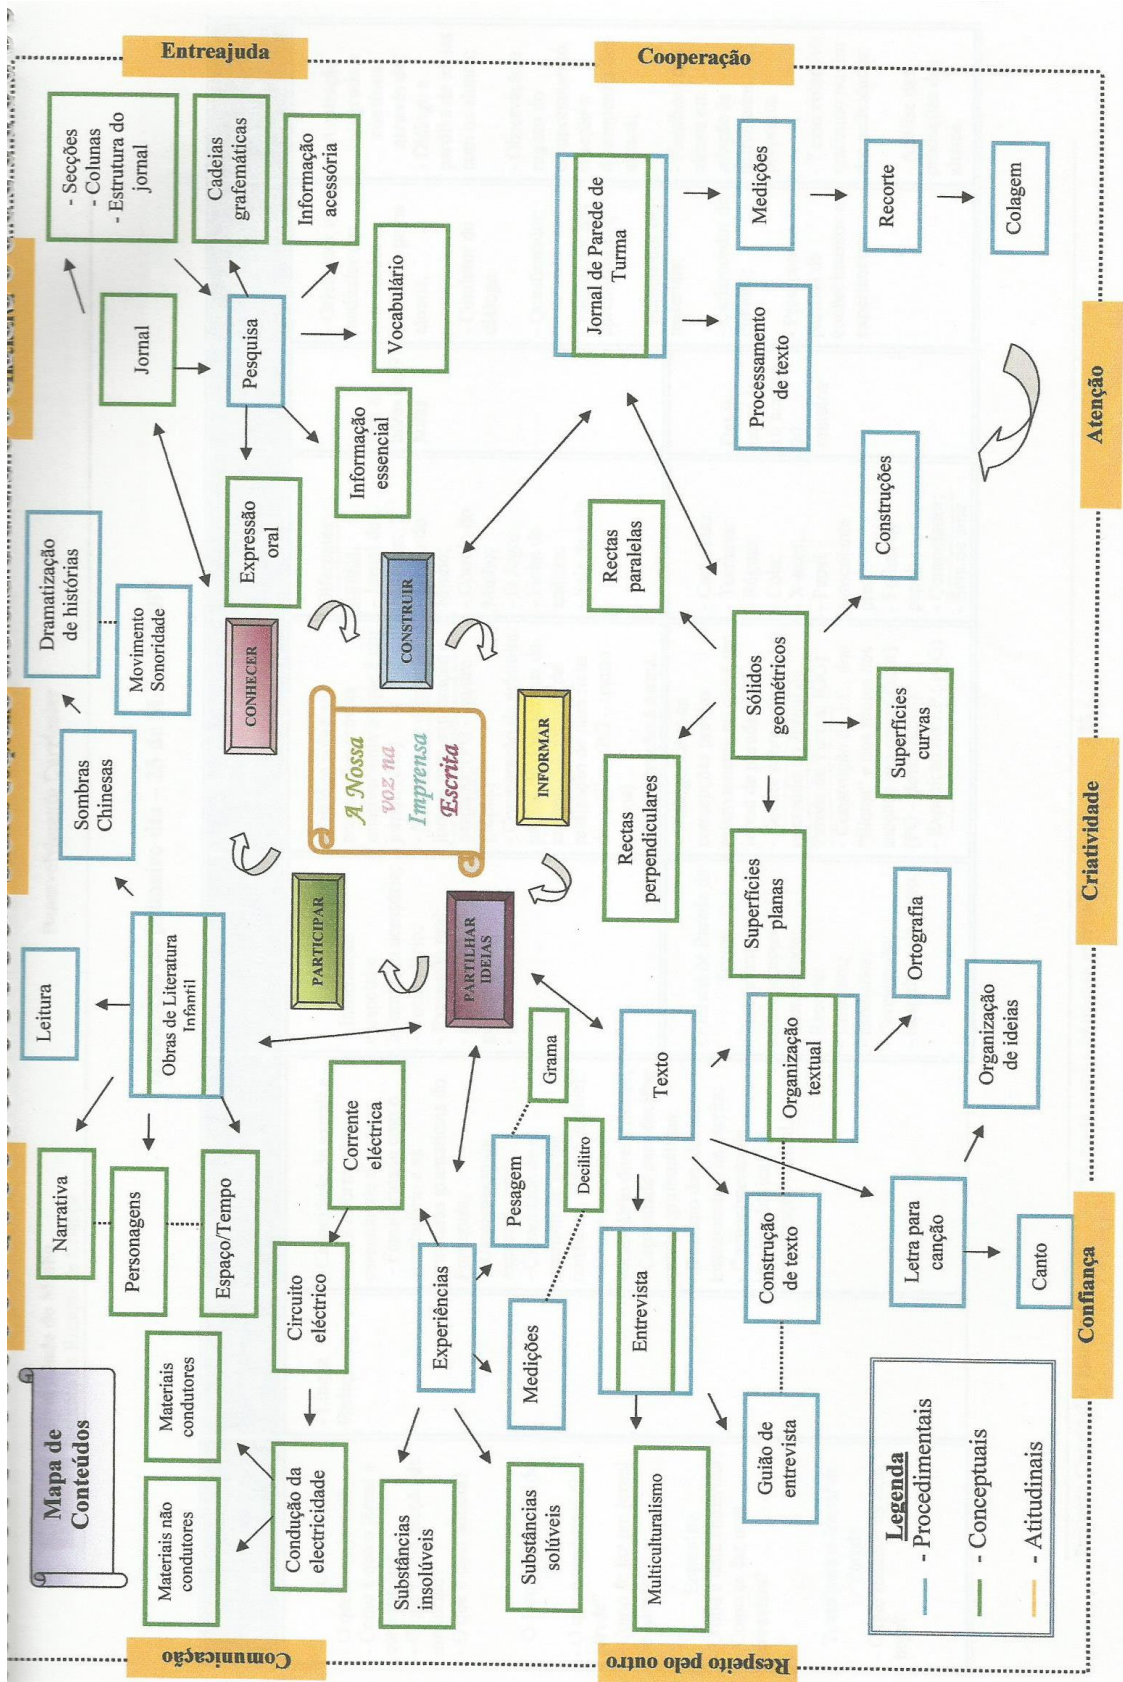 Mapa de
Conteúdos
Comunicação
Respeito pelo outro
Entreajuda
Cooperação
Confiança
Criatividade
Atenção
A Nossa
voz na
Imprensa
Escrita
CONHECER
CONSTRUIR
INFORMAR
PARTILHAR
IDEIAS
PARTICIPAR
Leitura
Obras de Literatura
Infantil
Narrativa
Personagens
Espaço/Tempo
Sombras
Chinesas
Dramatização
de histórias
Movimento
Sonoridade
Jornal
- Secções
- Colunas
- Estrutura do
jornal
Pesquisa
Cadeias
grafemáticas
Informação
acessória
Vocabulário
Informação
essencial
Expressão
oral
Materiais não
condutores
Materiais
condutores
Condução da
electricidade
Circuito
eléctrico
Corrente
eléctrica
Experiências
Substâncias
insolúveis
Substâncias
solúveis
Medições
Pesagem
Decilitro
Grama
Texto
Entrevista
Multiculturalismo
Guião de
entrevista
Construção
de texto
Organização
textual
Ortografia
Organização
de ideias
Letra para
canção
Canto
Jornal de Parede de
Turma
Processamento
de texto
Medições
Recorte
Colagem
Sólidos
geométricos
Rectas
paralelas
Rectas
perpendiculares
Superfícies
planas
Superfícies
curvas
Construções
Legenda
- Procedimentais
- Conceptuais
- Atitudinais